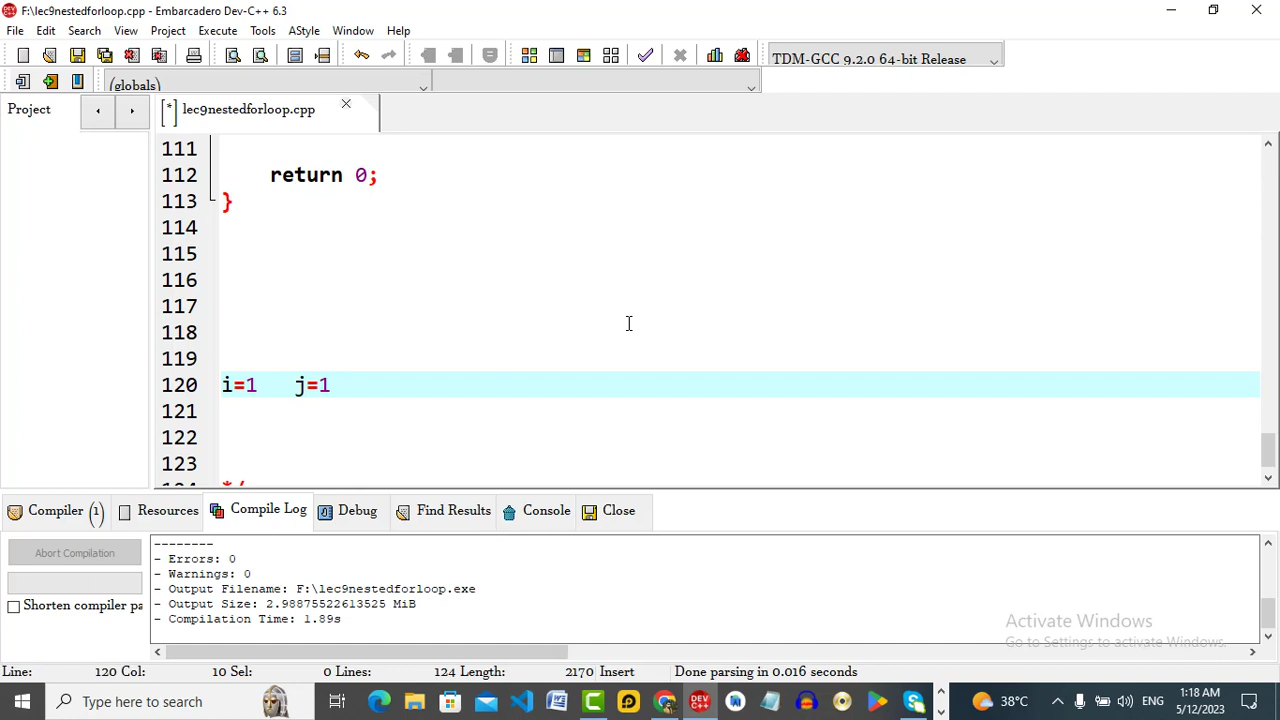 F:\lec9nestedforloop.cpp - Embarcadero Dev-C++ 6.3
File Edit Search View Project Execute Tools AStyle Window Help
TDM-GCC 9.2.0 64-bit Release
(globals)
Project
[*] lec9nestedforloop.cpp
111
112 return 0;
113 }
114
115
116
117
118
119
120 i=1 j=1
121
122
123
124 */
Compiler (1) Resources Compile Log Debug Find Results Console Close
Abort Compilation
Shorten compiler pa
--------
- Errors: 0
- Warnings: 0
- Output Filename: F:\lec9nestedforloop.exe
- Output Size: 2.98875522613525 MiB
- Compilation Time: 1.89s
Activate Windows
Go to Settings to activate Windows.
Line: 120 Col: 10 Sel: 0 Lines: 124 Length: 2170 Insert Done parsing in 0.016 seconds
Type here to search
DEV C++
38°C
ENG
1:18 AM
5/12/2023